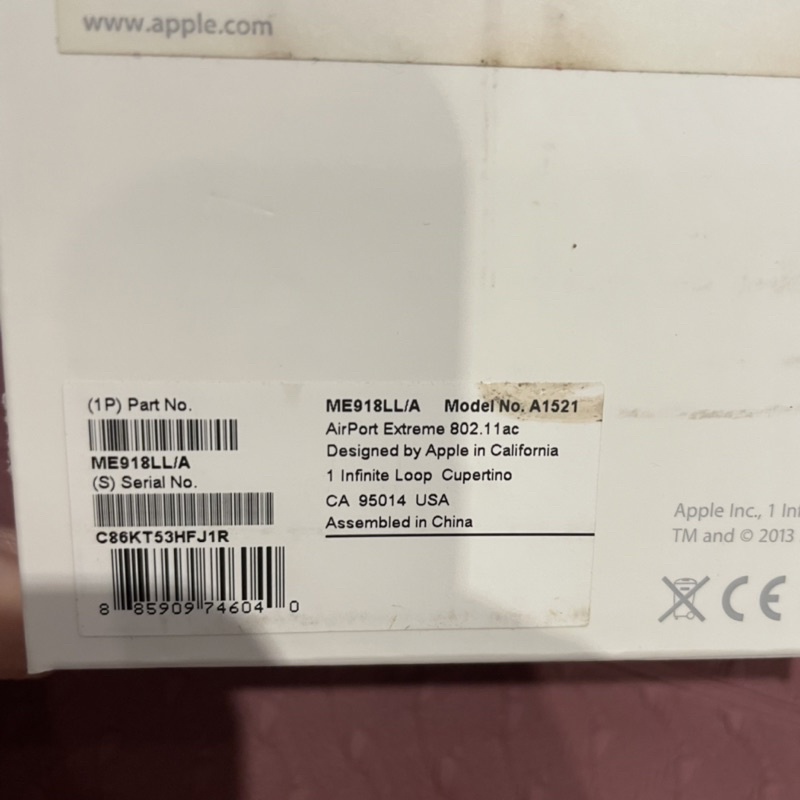 www.apple.com
(1P) Part No.
ME918LL/A
(S) Serial No.
C86KT53HFJ1R
8 85909 74604 0
ME918LL/A Model No. A1521
AirPort Extreme 802.11ac
Designed by Apple in California
1 Infinite Loop Cupertino
CA 95014 USA
Assembled in China
Apple Inc., 1 In
TM and © 2013
CE